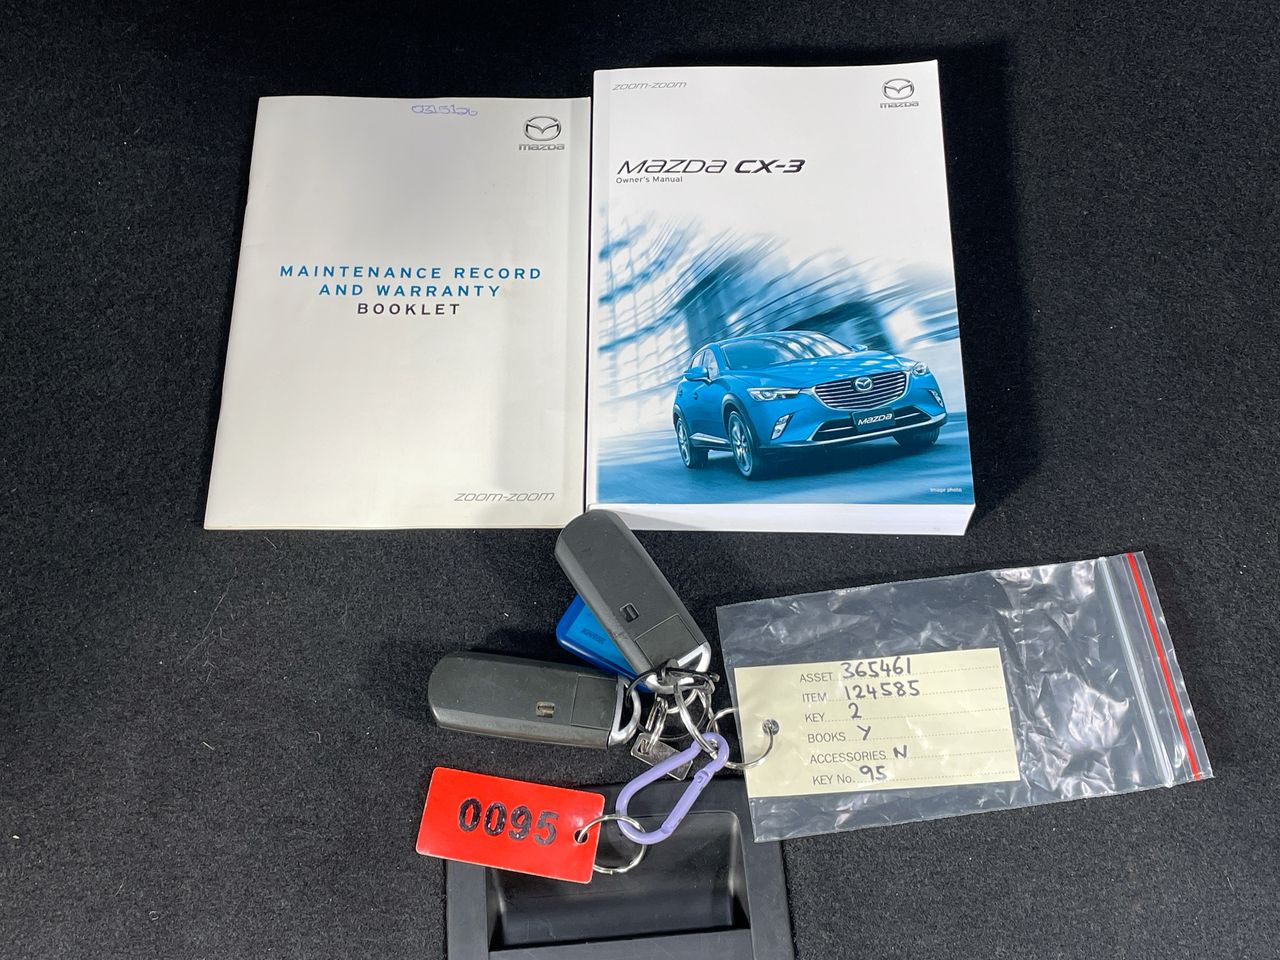 mazda
MAINTENANCE RECORD
AND WARRANTY
BOOKLET
zoom-zoom
zoom-zoom
mazda
mazda CX-3
Owner's Manual
mazda
Image photo
ASSET 365461
ITEM 124585
KEY 2
BOOKS Y
ACCESSORIES N
KEY No. 95
0095